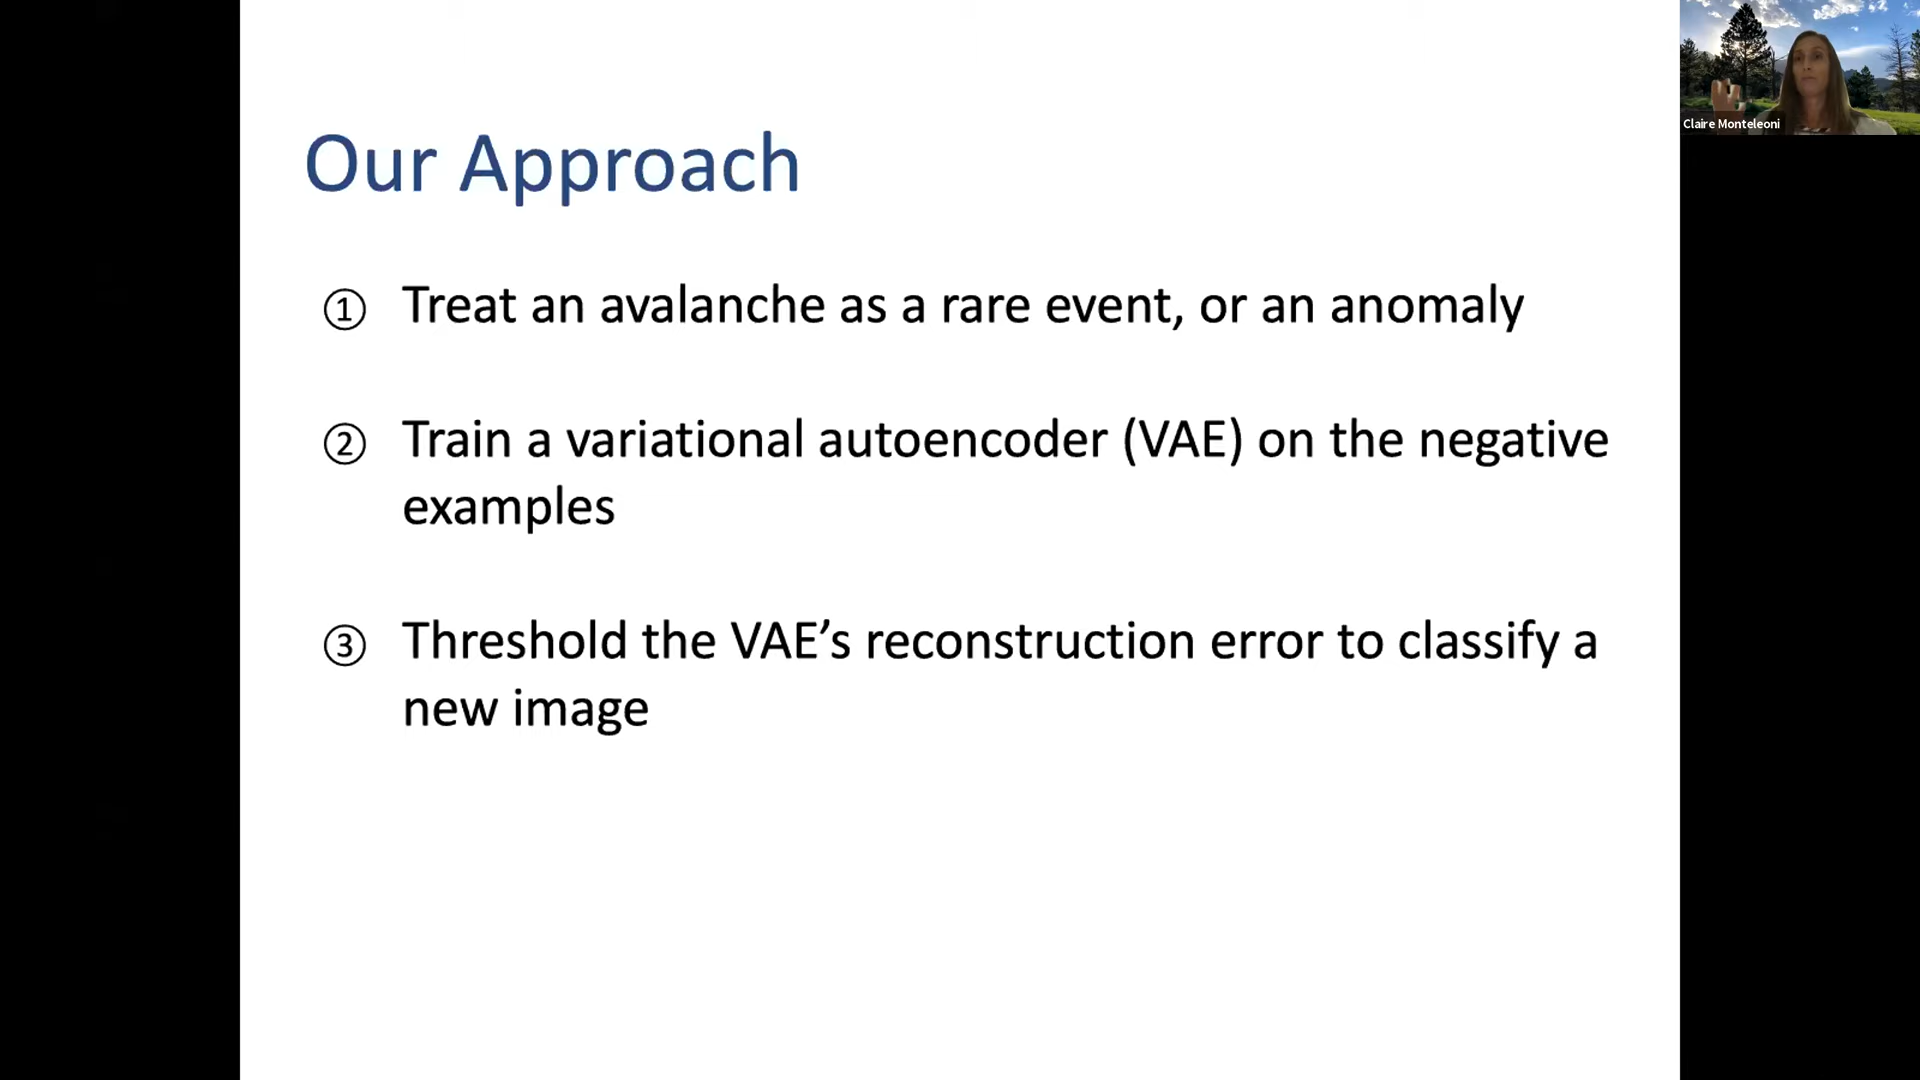 Our Approach
① Treat an avalanche as a rare event, or an anomaly
② Train a variational autoencoder (VAE) on the negative
examples
③ Threshold the VAE’s reconstruction error to classify a
new image
Claire Monteleoni